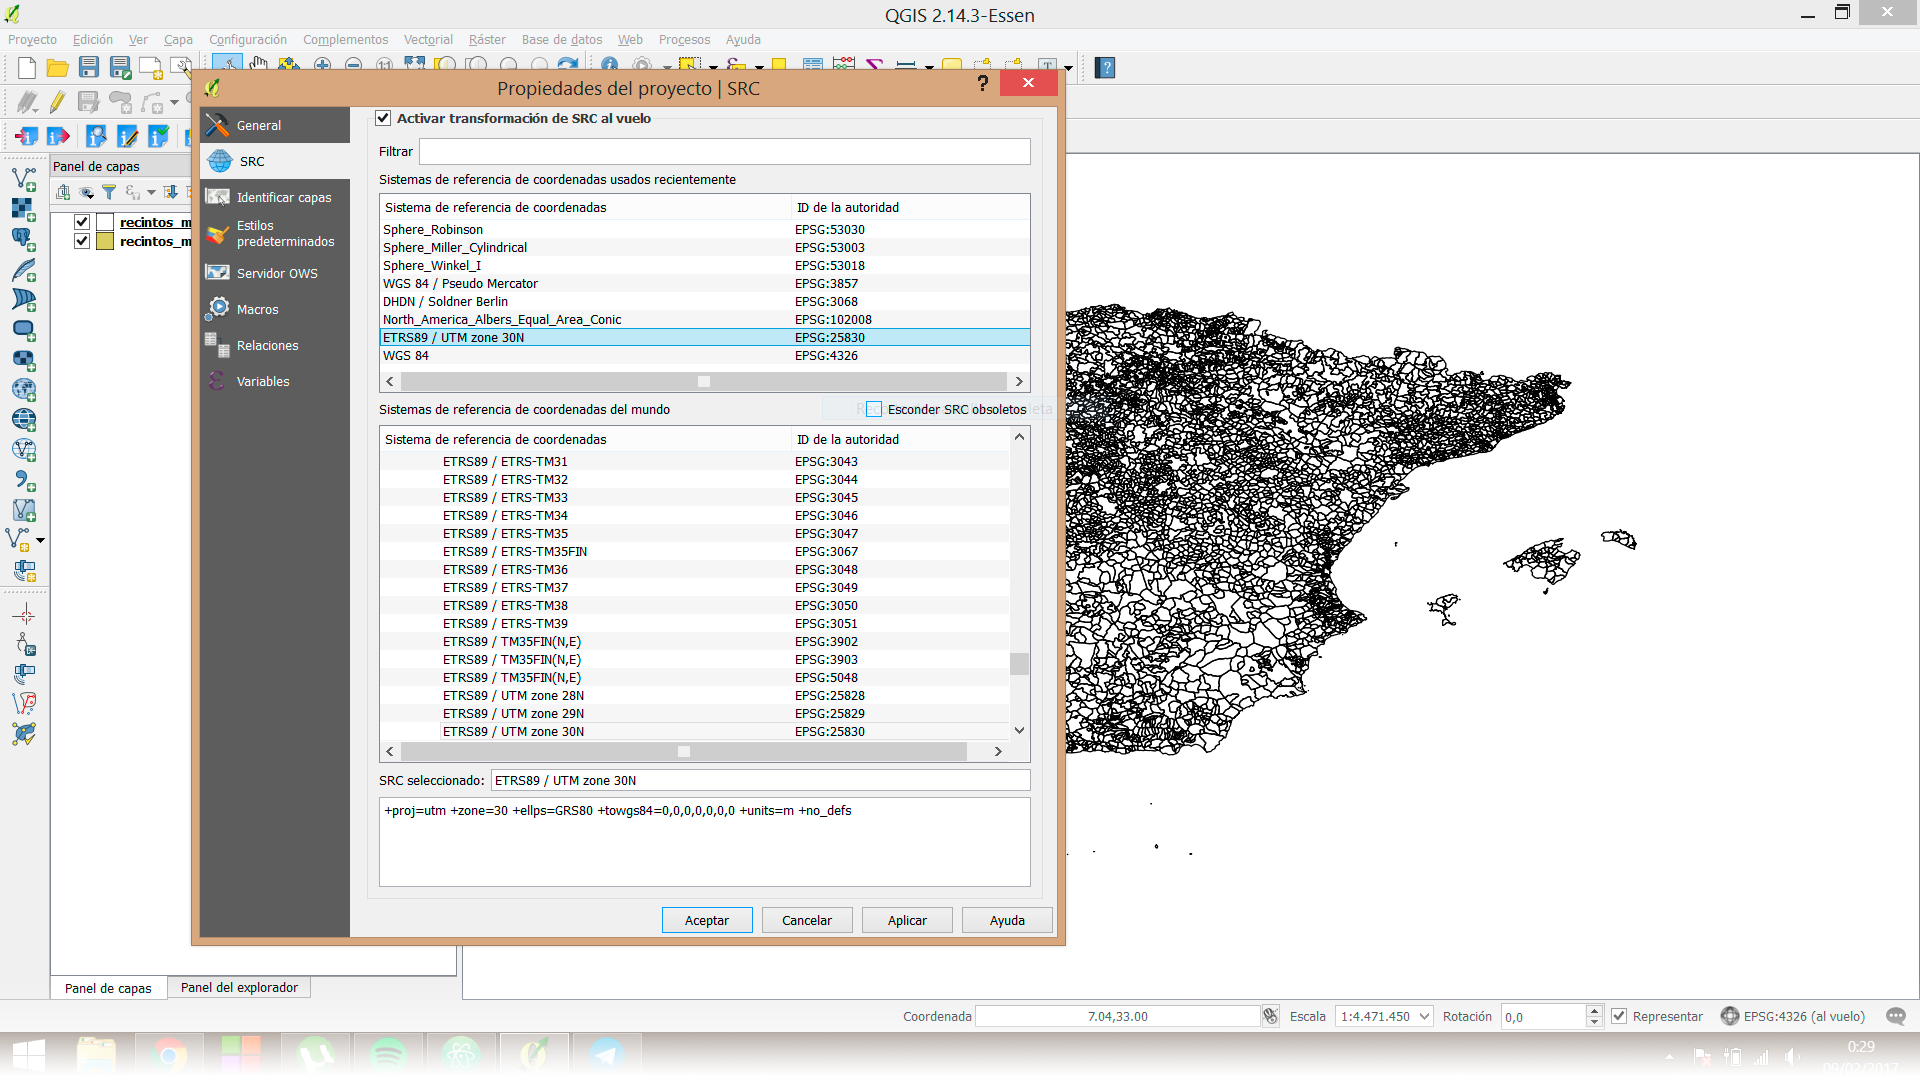 QGIS 2.14.3-Essen
Proyecto Edición Ver Capa Configuración Complementos Vectorial Ráster Base de datos Web Procesos Ayuda
Propiedades del proyecto | SRC
General
SRC
Identificar capas
Estilos
predeterminados
Servidor OWS
Macros
Relaciones
Variables
Panel de capas
recintos_m
recintos_m
Activar transformación de SRC al vuelo
Filtrar
Sistemas de referencia de coordenadas usados recientemente
Sistema de referencia de coordenadas ID de la autoridad
Sphere_Robinson EPSG:53030
Sphere_Miller_Cylindrical EPSG:53003
Sphere_Winkel_I EPSG:53018
WGS 84 / Pseudo Mercator EPSG:3857
DHDN / Soldner Berlin EPSG:3068
North_America_Albers_Equal_Area_Conic EPSG:102008
ETRS89 / UTM zone 30N EPSG:25830
WGS 84 EPSG:4326
Sistemas de referencia de coordenadas del mundo Esconder SRC obsoletos
Sistema de referencia de coordenadas ID de la autoridad
ETRS89 / ETRS-TM31 EPSG:3043
ETRS89 / ETRS-TM32 EPSG:3044
ETRS89 / ETRS-TM33 EPSG:3045
ETRS89 / ETRS-TM34 EPSG:3046
ETRS89 / ETRS-TM35 EPSG:3047
ETRS89 / ETRS-TM35FIN EPSG:3067
ETRS89 / ETRS-TM36 EPSG:3048
ETRS89 / ETRS-TM37 EPSG:3049
ETRS89 / ETRS-TM38 EPSG:3050
ETRS89 / ETRS-TM39 EPSG:3051
ETRS89 / TM35FIN(N,E) EPSG:3902
ETRS89 / TM35FIN(N,E) EPSG:3903
ETRS89 / TM35FIN(N,E) EPSG:5048
ETRS89 / UTM zone 28N EPSG:25828
ETRS89 / UTM zone 29N EPSG:25829
ETRS89 / UTM zone 30N EPSG:25830
SRC seleccionado: ETRS89 / UTM zone 30N
+proj=utm +zone=30 +ellps=GRS80 +towgs84=0,0,0,0,0,0,0 +units=m +no_defs
Aceptar Cancelar Aplicar Ayuda
Panel de capas Panel del explorador
Coordenada 7.04,33.00 Escala 1:4.471.450 Rotación 0,0 Representar EPSG:4326 (al vuelo)
0:29
09/02/2017